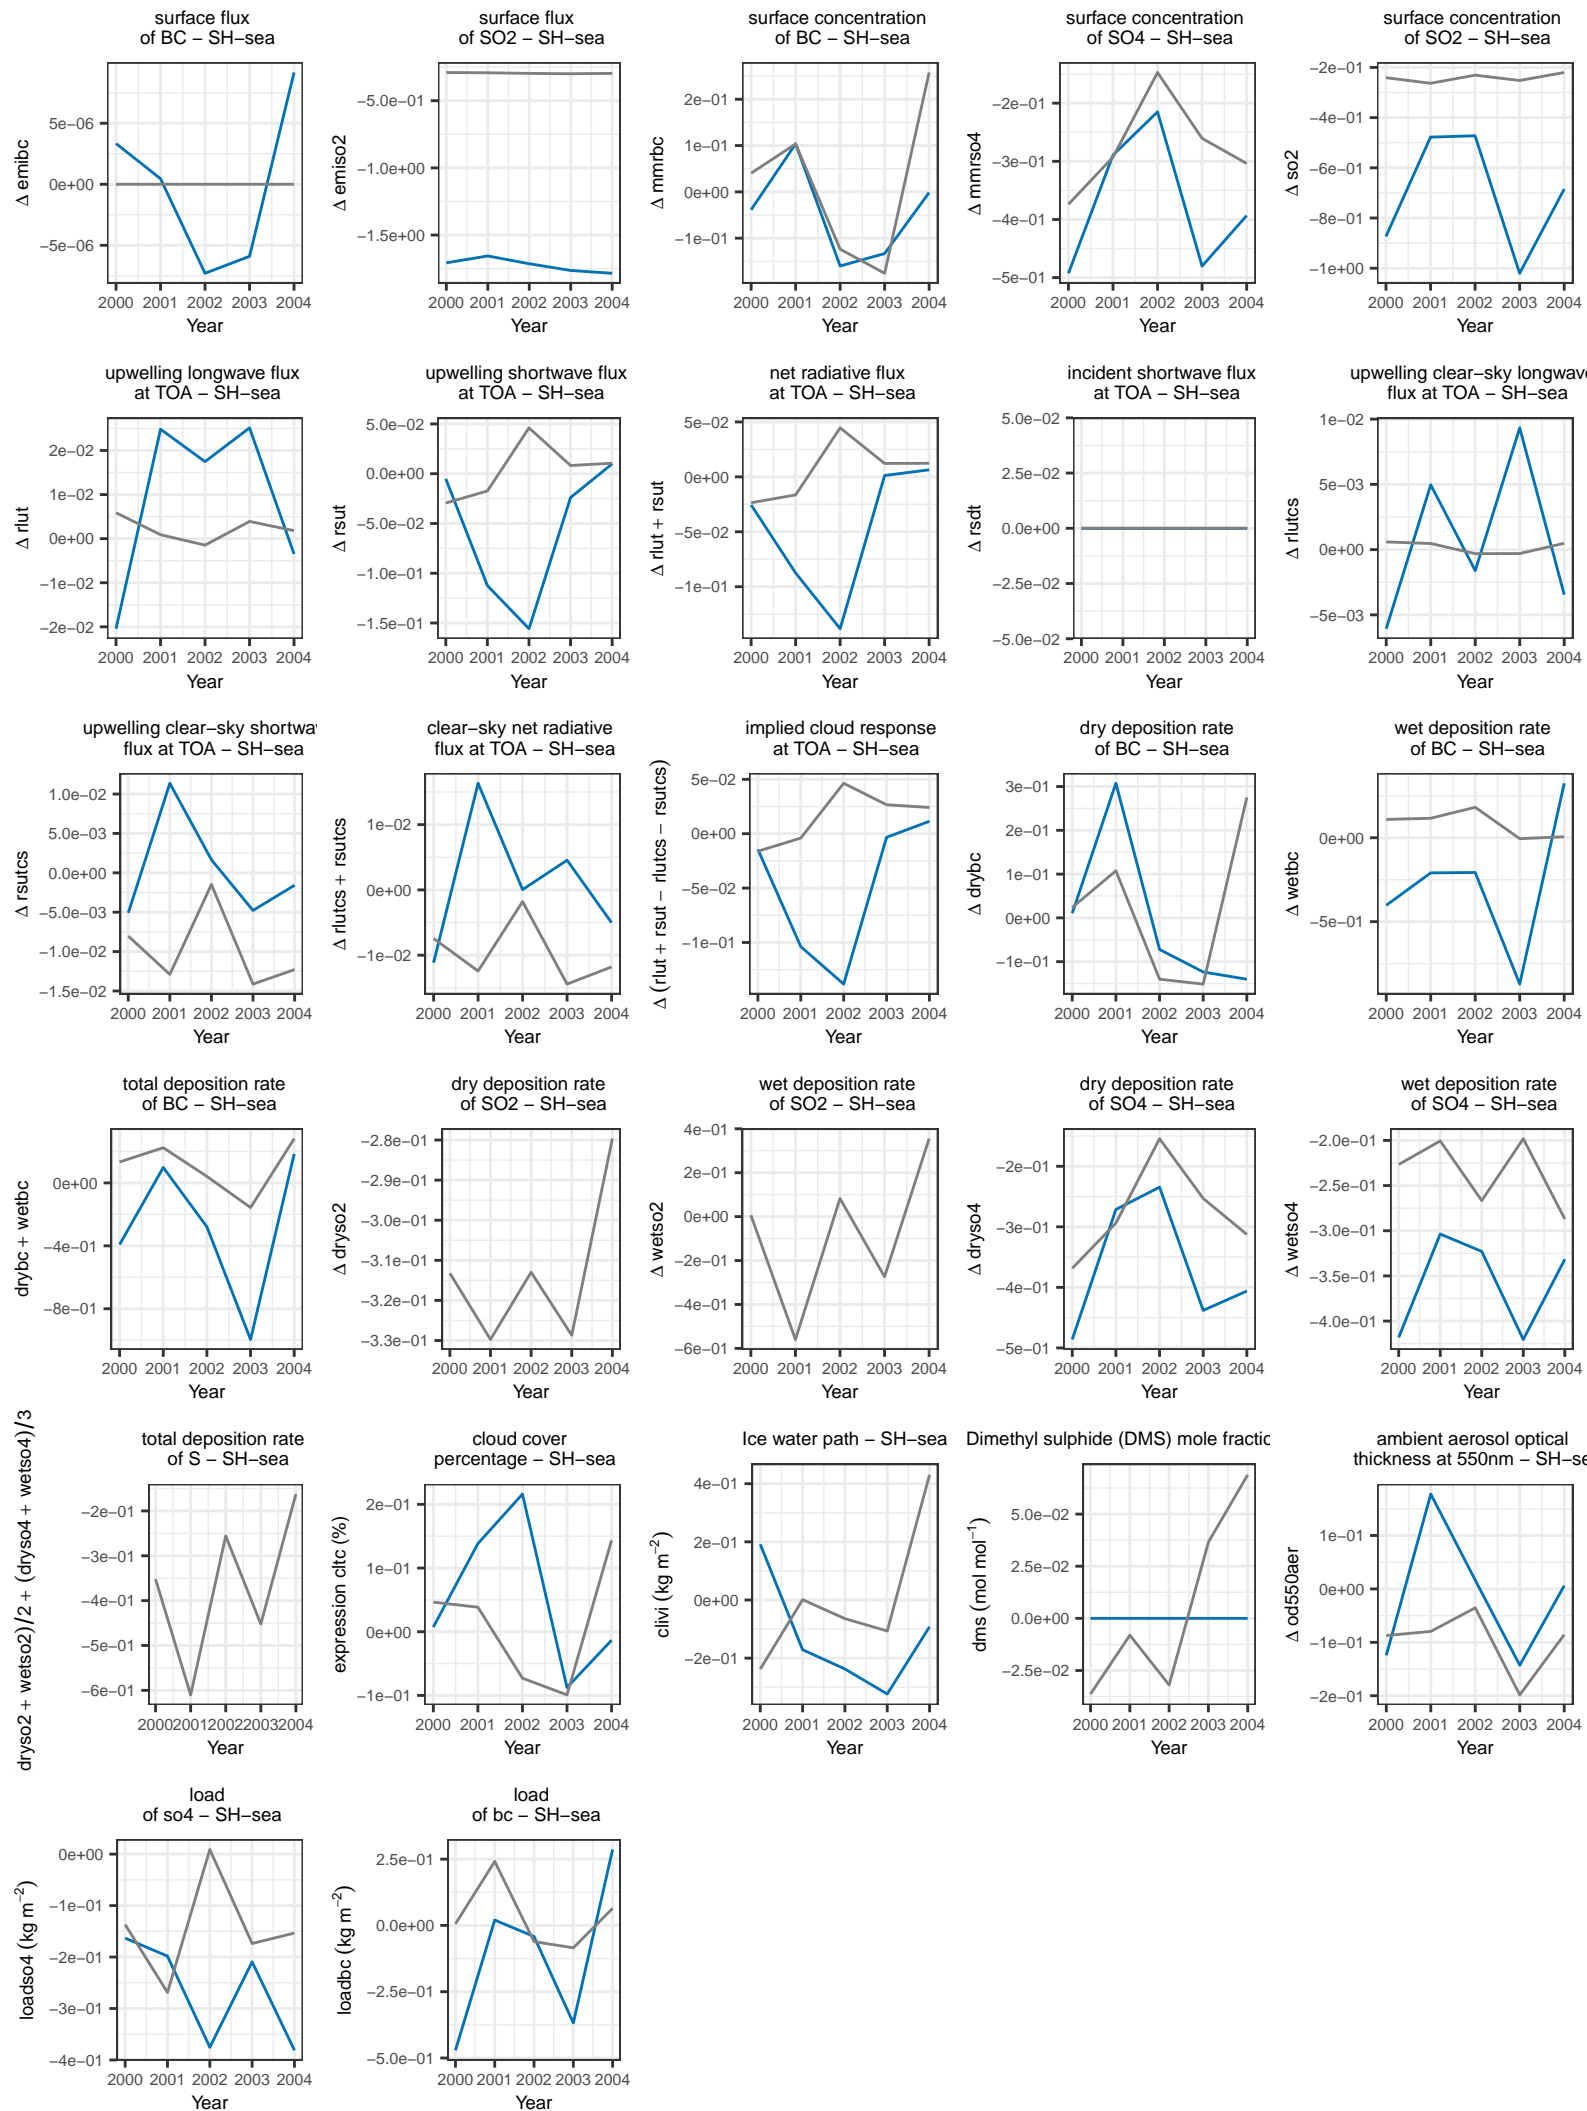 surface flux
of BC − SH−sea
Δ emibc
5e−06
0e+00
−5e−06
2000 2001 2002 2003 2004
Year
surface flux
of SO2 − SH−sea
Δ emiso2
−5.0e−01
−1.0e+00
−1.5e+00
2000 2001 2002 2003 2004
Year
surface concentration
of BC − SH−sea
Δ mmrbc
2e−01
1e−01
0e+00
−1e−01
2000 2001 2002 2003 2004
Year
surface concentration
of SO4 − SH−sea
Δ mmrso4
−2e−01
−3e−01
−4e−01
−5e−01
2000 2001 2002 2003 2004
Year
surface concentration
of SO2 − SH−sea
Δ so2
−2e−01
−4e−01
−6e−01
−8e−01
−1e+00
2000 2001 2002 2003 2004
Year
upwelling longwave flux
at TOA − SH−sea
Δ rlut
2e−02
1e−02
0e+00
−1e−02
−2e−02
2000 2001 2002 2003 2004
Year
upwelling shortwave flux
at TOA − SH−sea
Δ rsut
5.0e−02
0.0e+00
−5.0e−02
−1.0e−01
−1.5e−01
2000 2001 2002 2003 2004
Year
net radiative flux
at TOA − SH−sea
Δ rlut + rsut
5e−02
0e+00
−5e−02
−1e−01
2000 2001 2002 2003 2004
Year
incident shortwave flux
at TOA − SH−sea
Δ rsdt
5.0e−02
2.5e−02
0.0e+00
−2.5e−02
−5.0e−02
2000 2001 2002 2003 2004
Year
upwelling clear−sky longwave
flux at TOA − SH−sea
Δ rlutcs
1e−02
5e−03
0e+00
−5e−03
2000 2001 2002 2003 2004
Year
upwelling clear−sky shortwav
flux at TOA − SH−sea
Δ rsutcs
1.0e−02
5.0e−03
0.0e+00
−5.0e−03
−1.0e−02
−1.5e−02
2000 2001 2002 2003 2004
Year
clear−sky net radiative
flux at TOA − SH−sea
Δ rlutcs + rsutcs
1e−02
0e+00
−1e−02
2000 2001 2002 2003 2004
Year
implied cloud response
at TOA − SH−sea
Δ (rlut + rsut − rlutcs − rsutcs)
5e−02
0e+00
−5e−02
−1e−01
2000 2001 2002 2003 2004
Year
dry deposition rate
of BC − SH−sea
Δ drybc
3e−01
2e−01
1e−01
0e+00
−1e−01
2000 2001 2002 2003 2004
Year
wet deposition rate
of BC − SH−sea
Δ wetbc
0e+00
−5e−01
2000 2001 2002 2003 2004
Year
total deposition rate
of BC − SH−sea
drybc + wetbc
0e+00
−4e−01
−8e−01
2000 2001 2002 2003 2004
Year
dry deposition rate
of SO2 − SH−sea
Δ dryso2
−2.8e−01
−2.9e−01
−3.0e−01
−3.1e−01
−3.2e−01
−3.3e−01
2000 2001 2002 2003 2004
Year
wet deposition rate
of SO2 − SH−sea
Δ wetso2
4e−01
2e−01
0e+00
−2e−01
−4e−01
−6e−01
2000 2001 2002 2003 2004
Year
dry deposition rate
of SO4 − SH−sea
Δ dryso4
−2e−01
−3e−01
−4e−01
−5e−01
2000 2001 2002 2003 2004
Year
wet deposition rate
of SO4 − SH−sea
Δ wetso4
−2.0e−01
−2.5e−01
−3.0e−01
−3.5e−01
−4.0e−01
2000 2001 2002 2003 2004
Year
total deposition rate
of S − SH−sea
dryso2 + wetso2)/2 + (dryso4 + wetso4)/3
−2e−01
−3e−01
−4e−01
−5e−01
−6e−01
2000 2001 2002 2003 2004
Year
cloud cover
percentage − SH−sea
expression cltc (%)
2e−01
1e−01
0e+00
−1e−01
2000 2001 2002 2003 2004
Year
Ice water path − SH−sea
clivi (kg m−2)
4e−01
2e−01
0e+00
−2e−01
2000 2001 2002 2003 2004
Year
Dimethyl sulphide (DMS) mole fractic
dms (mol mol−1)
5.0e−02
2.5e−02
0.0e+00
−2.5e−02
2000 2001 2002 2003 2004
Year
ambient aerosol optical
thickness at 550nm − SH−se
Δ od550aer
1e−01
0e+00
−1e−01
−2e−01
2000 2001 2002 2003 2004
Year
load
of so4 − SH−sea
loadso4 (kg m−2)
0e+00
−1e−01
−2e−01
−3e−01
−4e−01
2000 2001 2002 2003 2004
Year
load
of bc − SH−sea
loadbc (kg m−2)
2.5e−01
0.0e+00
−2.5e−01
−5.0e−01
2000 2001 2002 2003 2004
Year